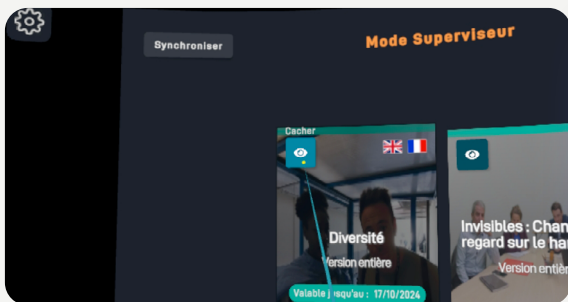 Synchroniser
Mode Superviseur
Cacher
Diversité
Version entière
Valable jusqu'au : 17/10/2024
Invisibles : Chan
regard sur le ha
Version entièr